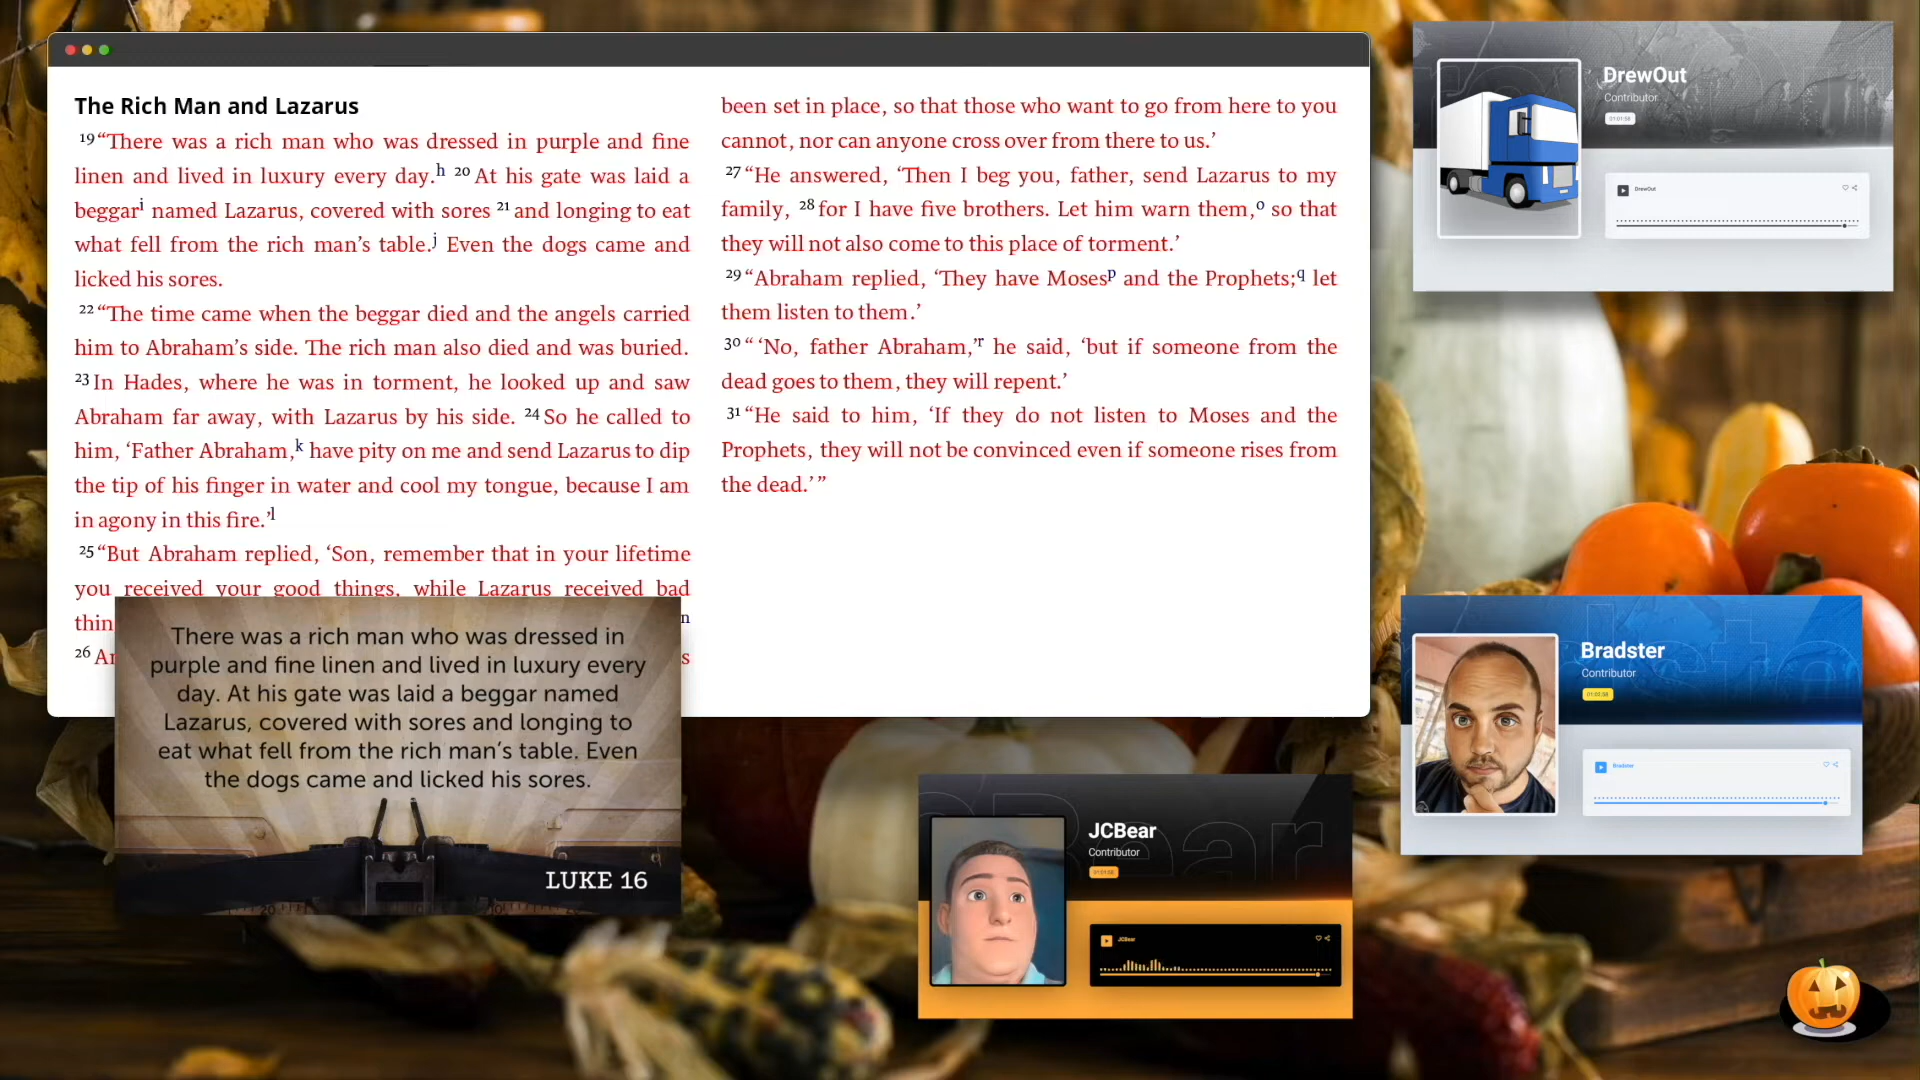 The Rich Man and Lazarus
19 “There was a rich man who was dressed in purple and fine
linen and lived in luxury every day.h 20 At his gate was laid a
beggari named Lazarus, covered with sores 21 and longing to eat
what fell from the rich man’s table.j Even the dogs came and
licked his sores.
22 “The time came when the beggar died and the angels carried
him to Abraham’s side. The rich man also died and was buried.
23 In Hades, where he was in torment, he looked up and saw
Abraham far away, with Lazarus by his side. 24 So he called to
him, ‘Father Abraham,k have pity on me and send Lazarus to dip
the tip of his finger in water and cool my tongue, because I am
in agony in this fire.’l
25 “But Abraham replied, ‘Son, remember that in your lifetime
you received your good things, while Lazarus received bad
n
26
been set in place, so that those who want to go from here to you
cannot, nor can anyone cross over from there to us.’
27 “He answered, ‘Then I beg you, father, send Lazarus to my
family, 28 for I have five brothers. Let him warn them,o so that
they will not also come to this place of torment.’
29 “Abraham replied, ‘They have Mosesp and the Prophets;q let
them listen to them.’
30 “ ‘No, father Abraham,’r he said, ‘but if someone from the
dead goes to them, they will repent.’
31 “He said to him, ‘If they do not listen to Moses and the
Prophets, they will not be convinced even if someone rises from
the dead.’ ”
There was a rich man who was dressed in
purple and fine linen and lived in luxury every
day. At his gate was laid a beggar named
Lazarus, covered with sores and longing to
eat what fell from the rich man’s table. Even
the dogs came and licked his sores.
LUKE 16
DrewOut
Contributor
01:01:58
DrewOut
Bradster
Contributor
Bradster
JCBear
Contributor
01:01:58
JCBear